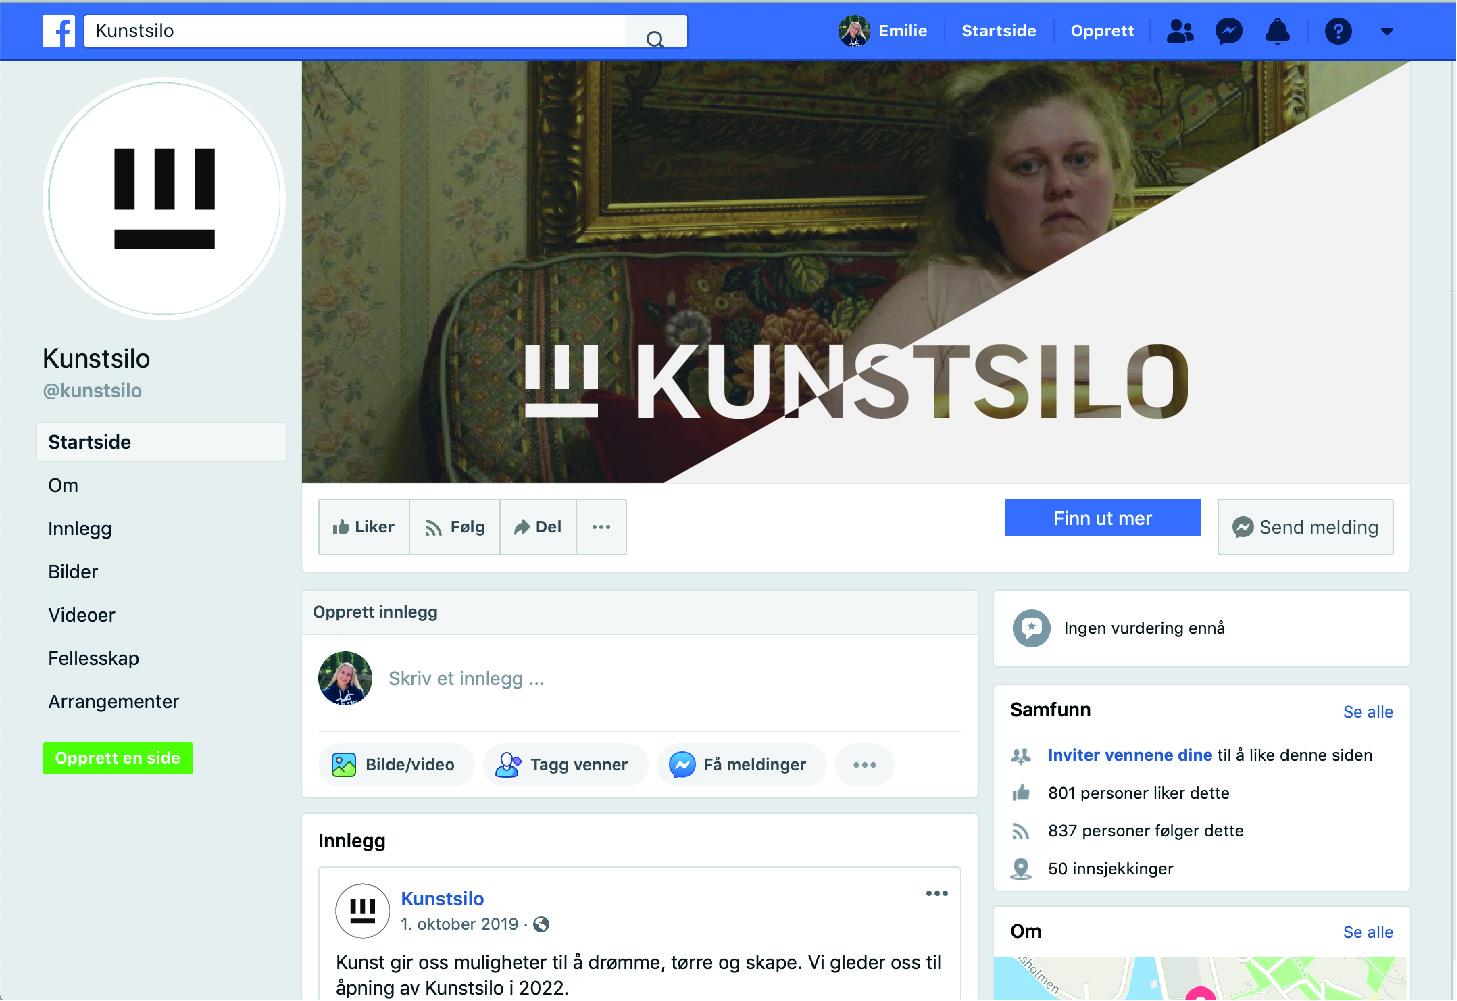 Kunstsilo
Emilie
Startside
Opprett
KUNSTSILO
Kunstsilo
@kunstsilo
Startside
Om
Innlegg
Bilder
Videoer
Fellesskap
Arrangementer
Opprett en side
Liker
Følg
Del
Finn ut mer
Send melding
Opprett innlegg
Skriv et innlegg ...
Bilde/video
Tagg venner
Få meldinger
Innlegg
Kunstsilo
1. oktober 2019 ·
Kunst gir oss muligheter til å drømme, tørre og skape. Vi gleder oss til
åpning av Kunstsilo i 2022.
Ingen vurdering ennå
Samfunn
Se alle
Inviter vennene dine til å like denne siden
801 personer liker dette
837 personer følger dette
50 innsjekkinger
Om
Se alle